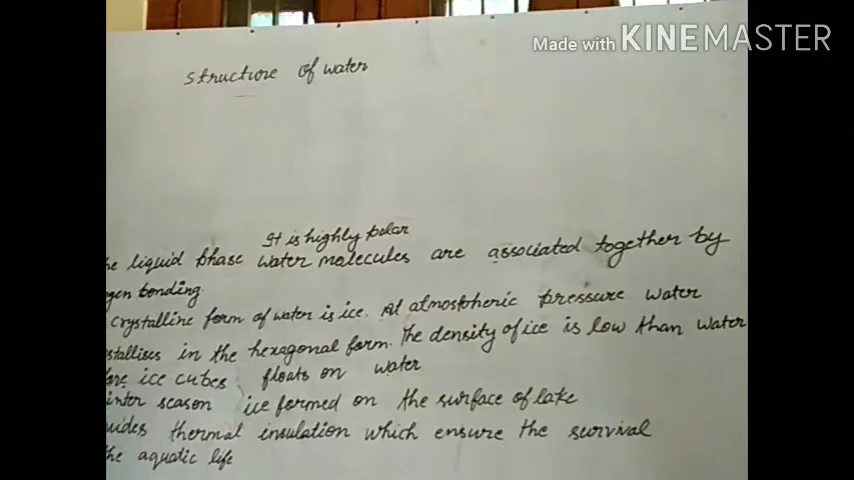 Made with KINEMASTER
Structure of water
It is highly polar
he liquid phase water molecules are associated together by
gen bonding.
crystalline form of water is ice. At atmospheric pressure water
stallises in the hexagonal form. The density of ice is low than water
fore ice cubes floats on water
inter season ice formed on the surface of lake
vides thermal insulation which ensure the survival
the aquatic life